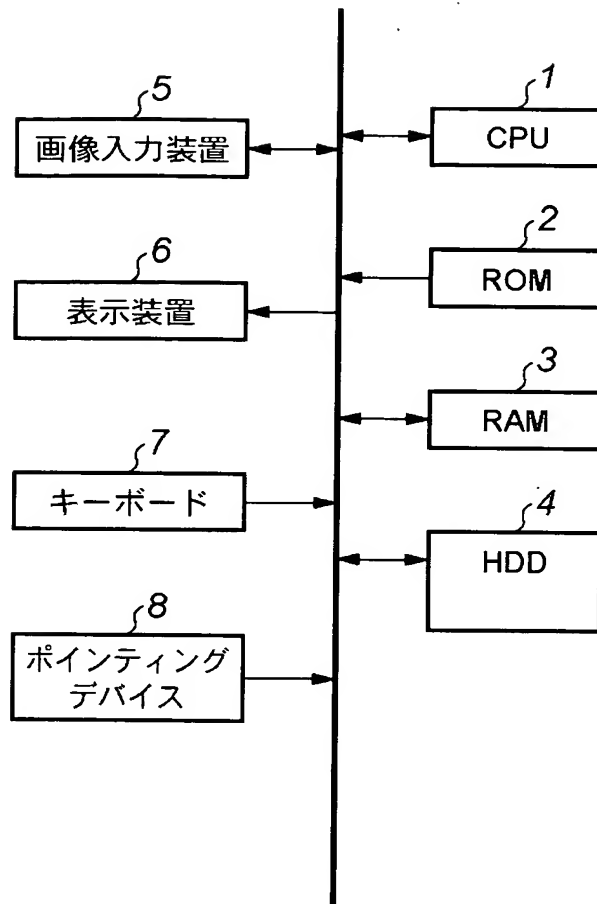 5
画像入力装置
6
表示装置
7
キーボード
8
ポインティング
デバイス
1
CPU
2
ROM
3
RAM
4
HDD